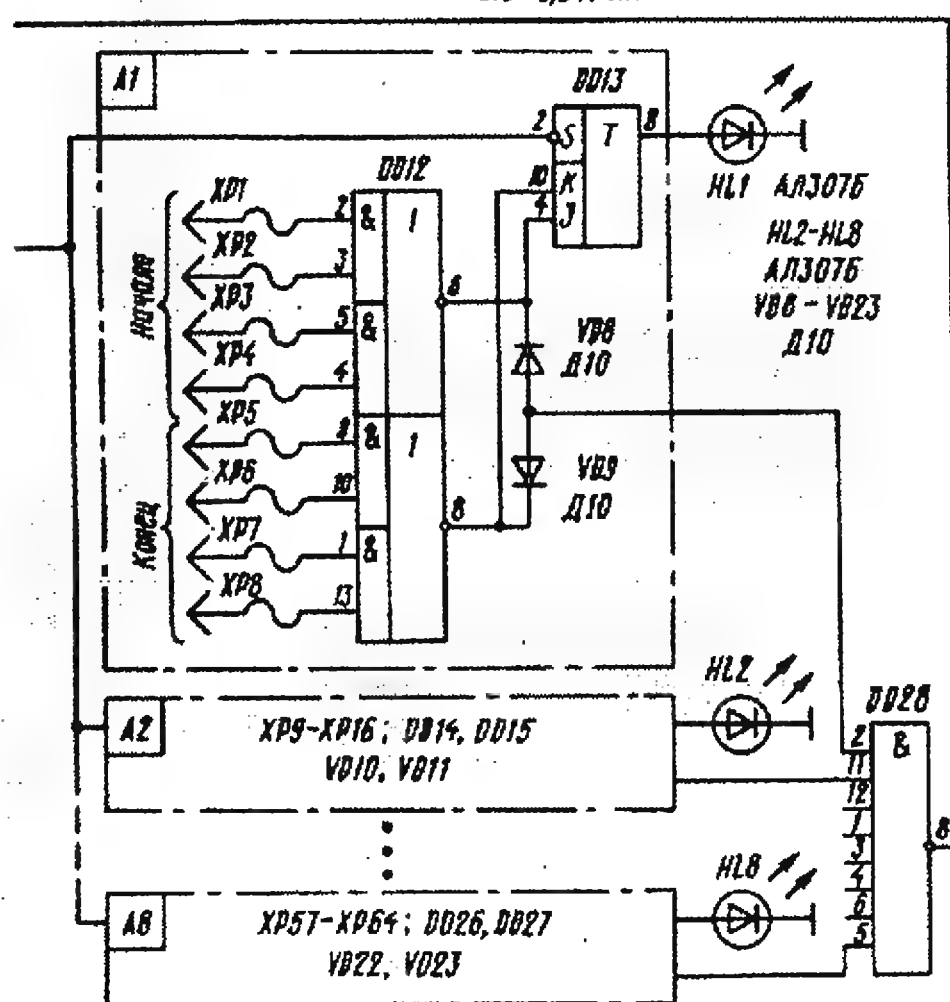 A1
DD13
2
S
T
8
10
K
4
J
HL1 АЛ307Б
HL2-HL8
АЛ307Б
VD8 - VD23
Д10
DD12
Начало
XP1
2
&
1
XP2
3
XP3
5
&
6
XP4
4
VD8
Д10
Конец
XP5
9
&
1
XP6
10
VD9
Д10
XP7
1
&
8
XP8
13
HL2
A2
XP9-XP16; DD14, DD15
VD10, VD11
DD28
&
2
11
12
1
3
4
6
5
8
HL8
A8
XP57-XP64; DD26, DD27
VD22, VD23